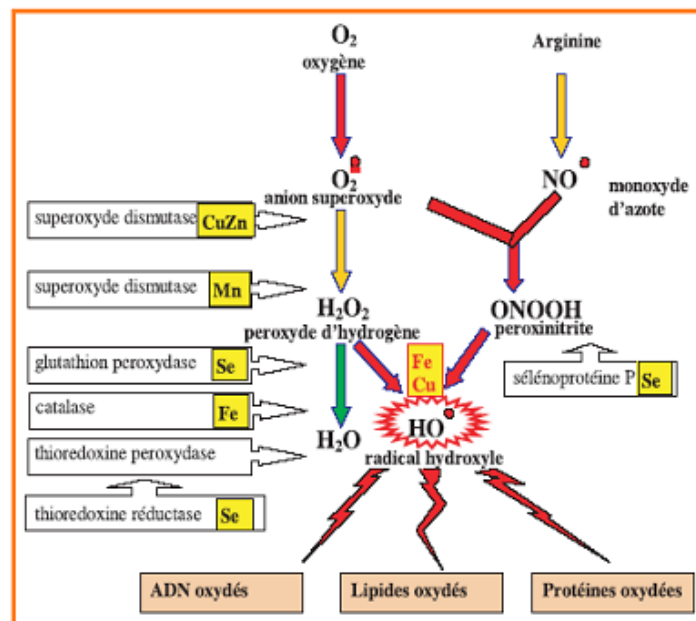 O₂
oxygène
Arginine
O₂
anion superoxyde
NO
monoxyde
d'azote
superoxyde dismutase CuZn
superoxyde dismutase Mn
H₂O₂
peroxyde d'hydrogène
ONOOH
peroxinitrite
glutathion peroxydase Se
Fe
Cu
sélénoprotéine P Se
catalase Fe
HO
H₂O
radical hydroxyle
thioredoxine peroxydase
thioredoxine réductase Se
ADN oxydés
Lipides oxydés
Protéines oxydées